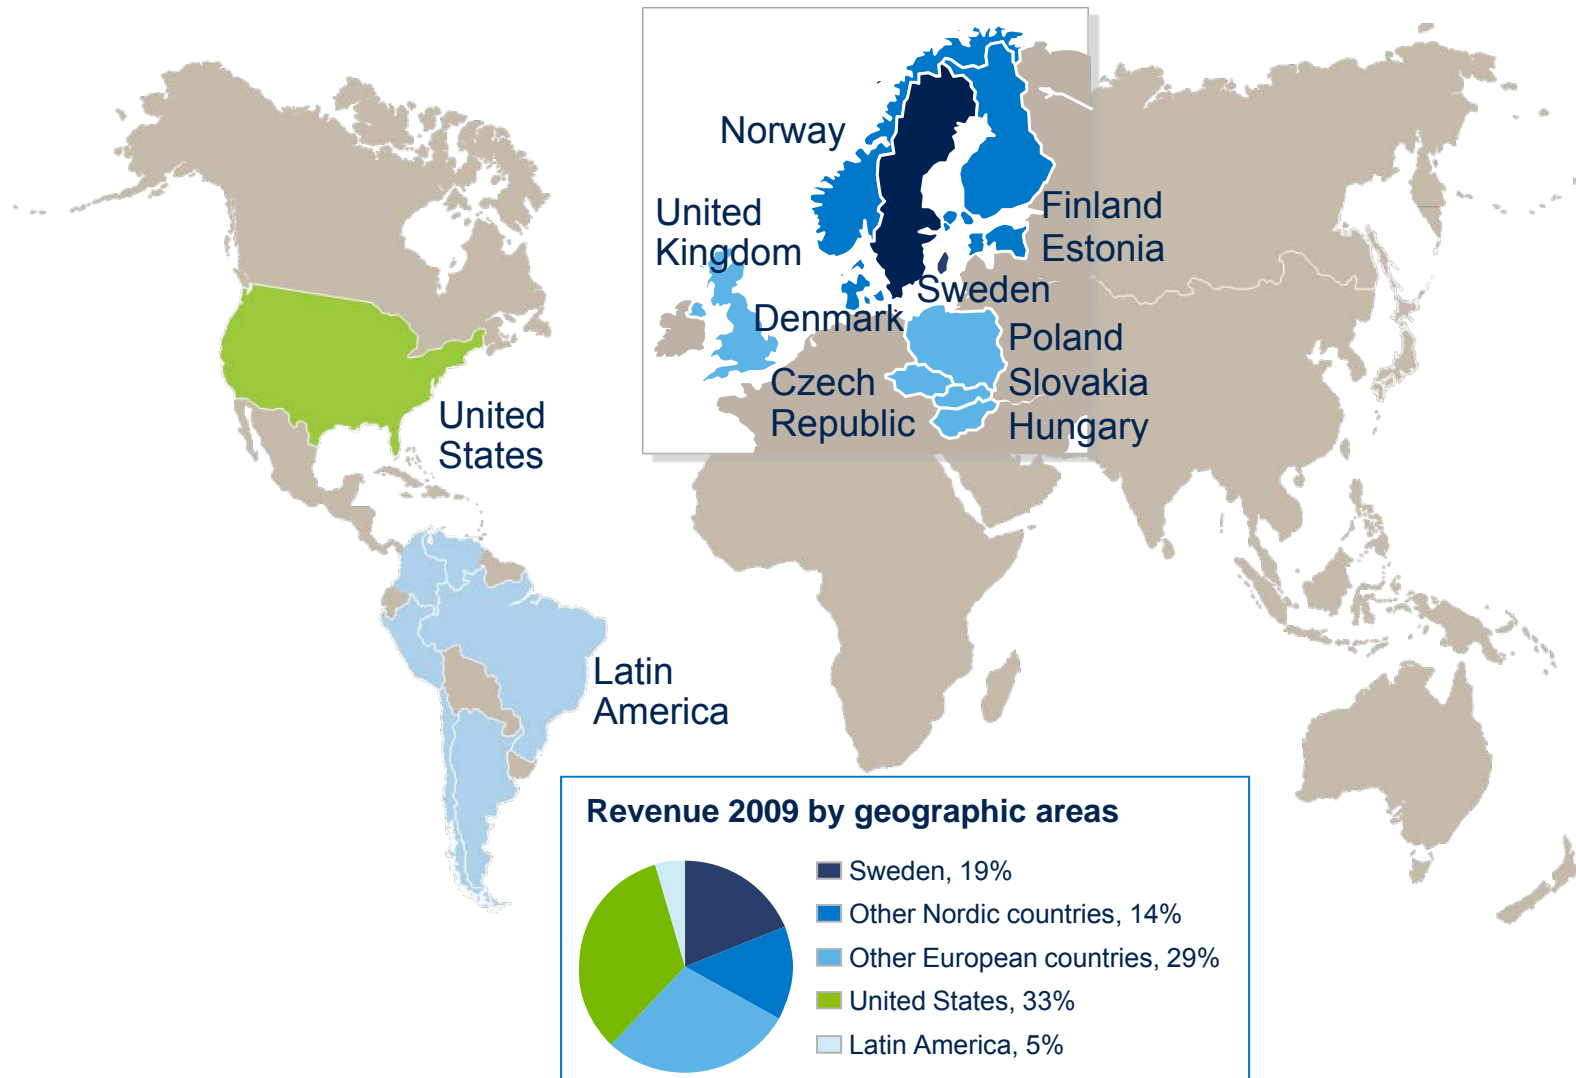 Norway
United
Kingdom
Finland
Estonia
Sweden
Denmark
Poland
Czech
Republic
Slovakia
Hungary
United
States
Latin
America
Revenue 2009 by geographic areas
Sweden, 19%
Other Nordic countries, 14%
Other European countries, 29%
United States, 33%
Latin America, 5%